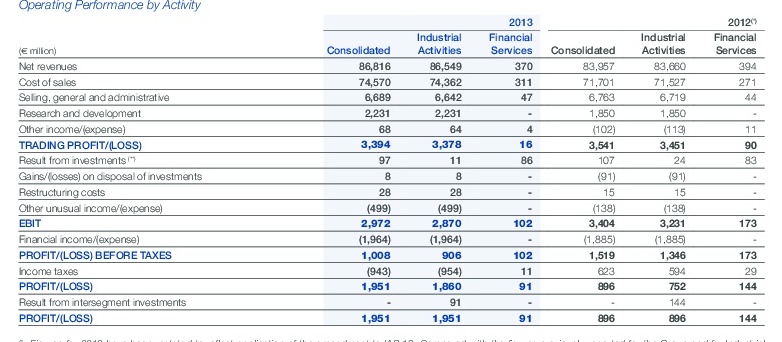 Operating Performance by Activity
2013 2012(*)
Industrial Financial Industrial Financial
(€ million) Consolidated Activities Services Consolidated Activities Services
Net revenues 86,816 86,549 370 83,957 83,660 394
Cost of sales 74,570 74,362 311 71,701 71,527 271
Selling, general and administrative 6,689 6,642 47 6,763 6,719 44
Research and development 2,231 2,231 - 1,850 1,850 -
Other income/(expense) 68 64 4 (102) (113) 11
TRADING PROFIT/(LOSS) 3,394 3,378 16 3,541 3,451 90
Result from investments (**) 97 11 86 107 24 83
Gains/(losses) on disposal of investments 8 8 - (91) (91) -
Restructuring costs 28 28 - 15 15 -
Other unusual income/(expense) (499) (499) - (138) (138) -
EBIT 2,972 2,870 102 3,404 3,231 173
Financial income/(expense) (1,964) (1,964) - (1,885) (1,885) -
PROFIT/(LOSS) BEFORE TAXES 1,008 906 102 1,519 1,346 173
Income taxes (943) (954) 11 623 594 29
PROFIT/(LOSS) 1,951 1,860 91 896 752 144
Result from intersegment investments - 91 - - 144 -
PROFIT/(LOSS) 1,951 1,951 91 896 896 144